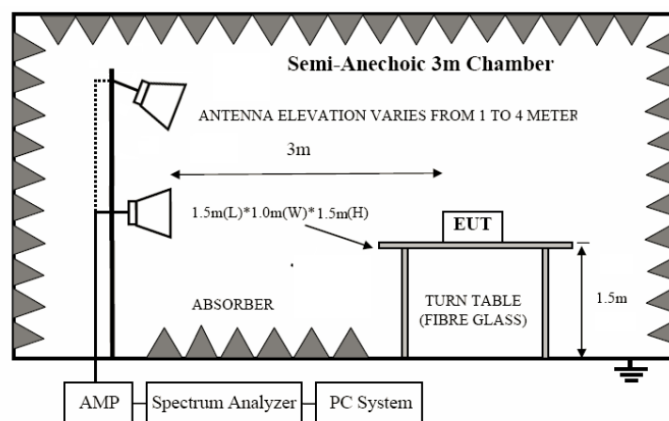 Semi-Anechoic 3m Chamber
ANTENNA ELEVATION VARIES FROM 1 TO 4 METER
3m
1.5m(L)*1.0m(W)*1.5m(H)
EUT
ABSORBER
TURN TABLE
(FIBRE GLASS)
1.5m
AMP
Spectrum Analyzer
PC System